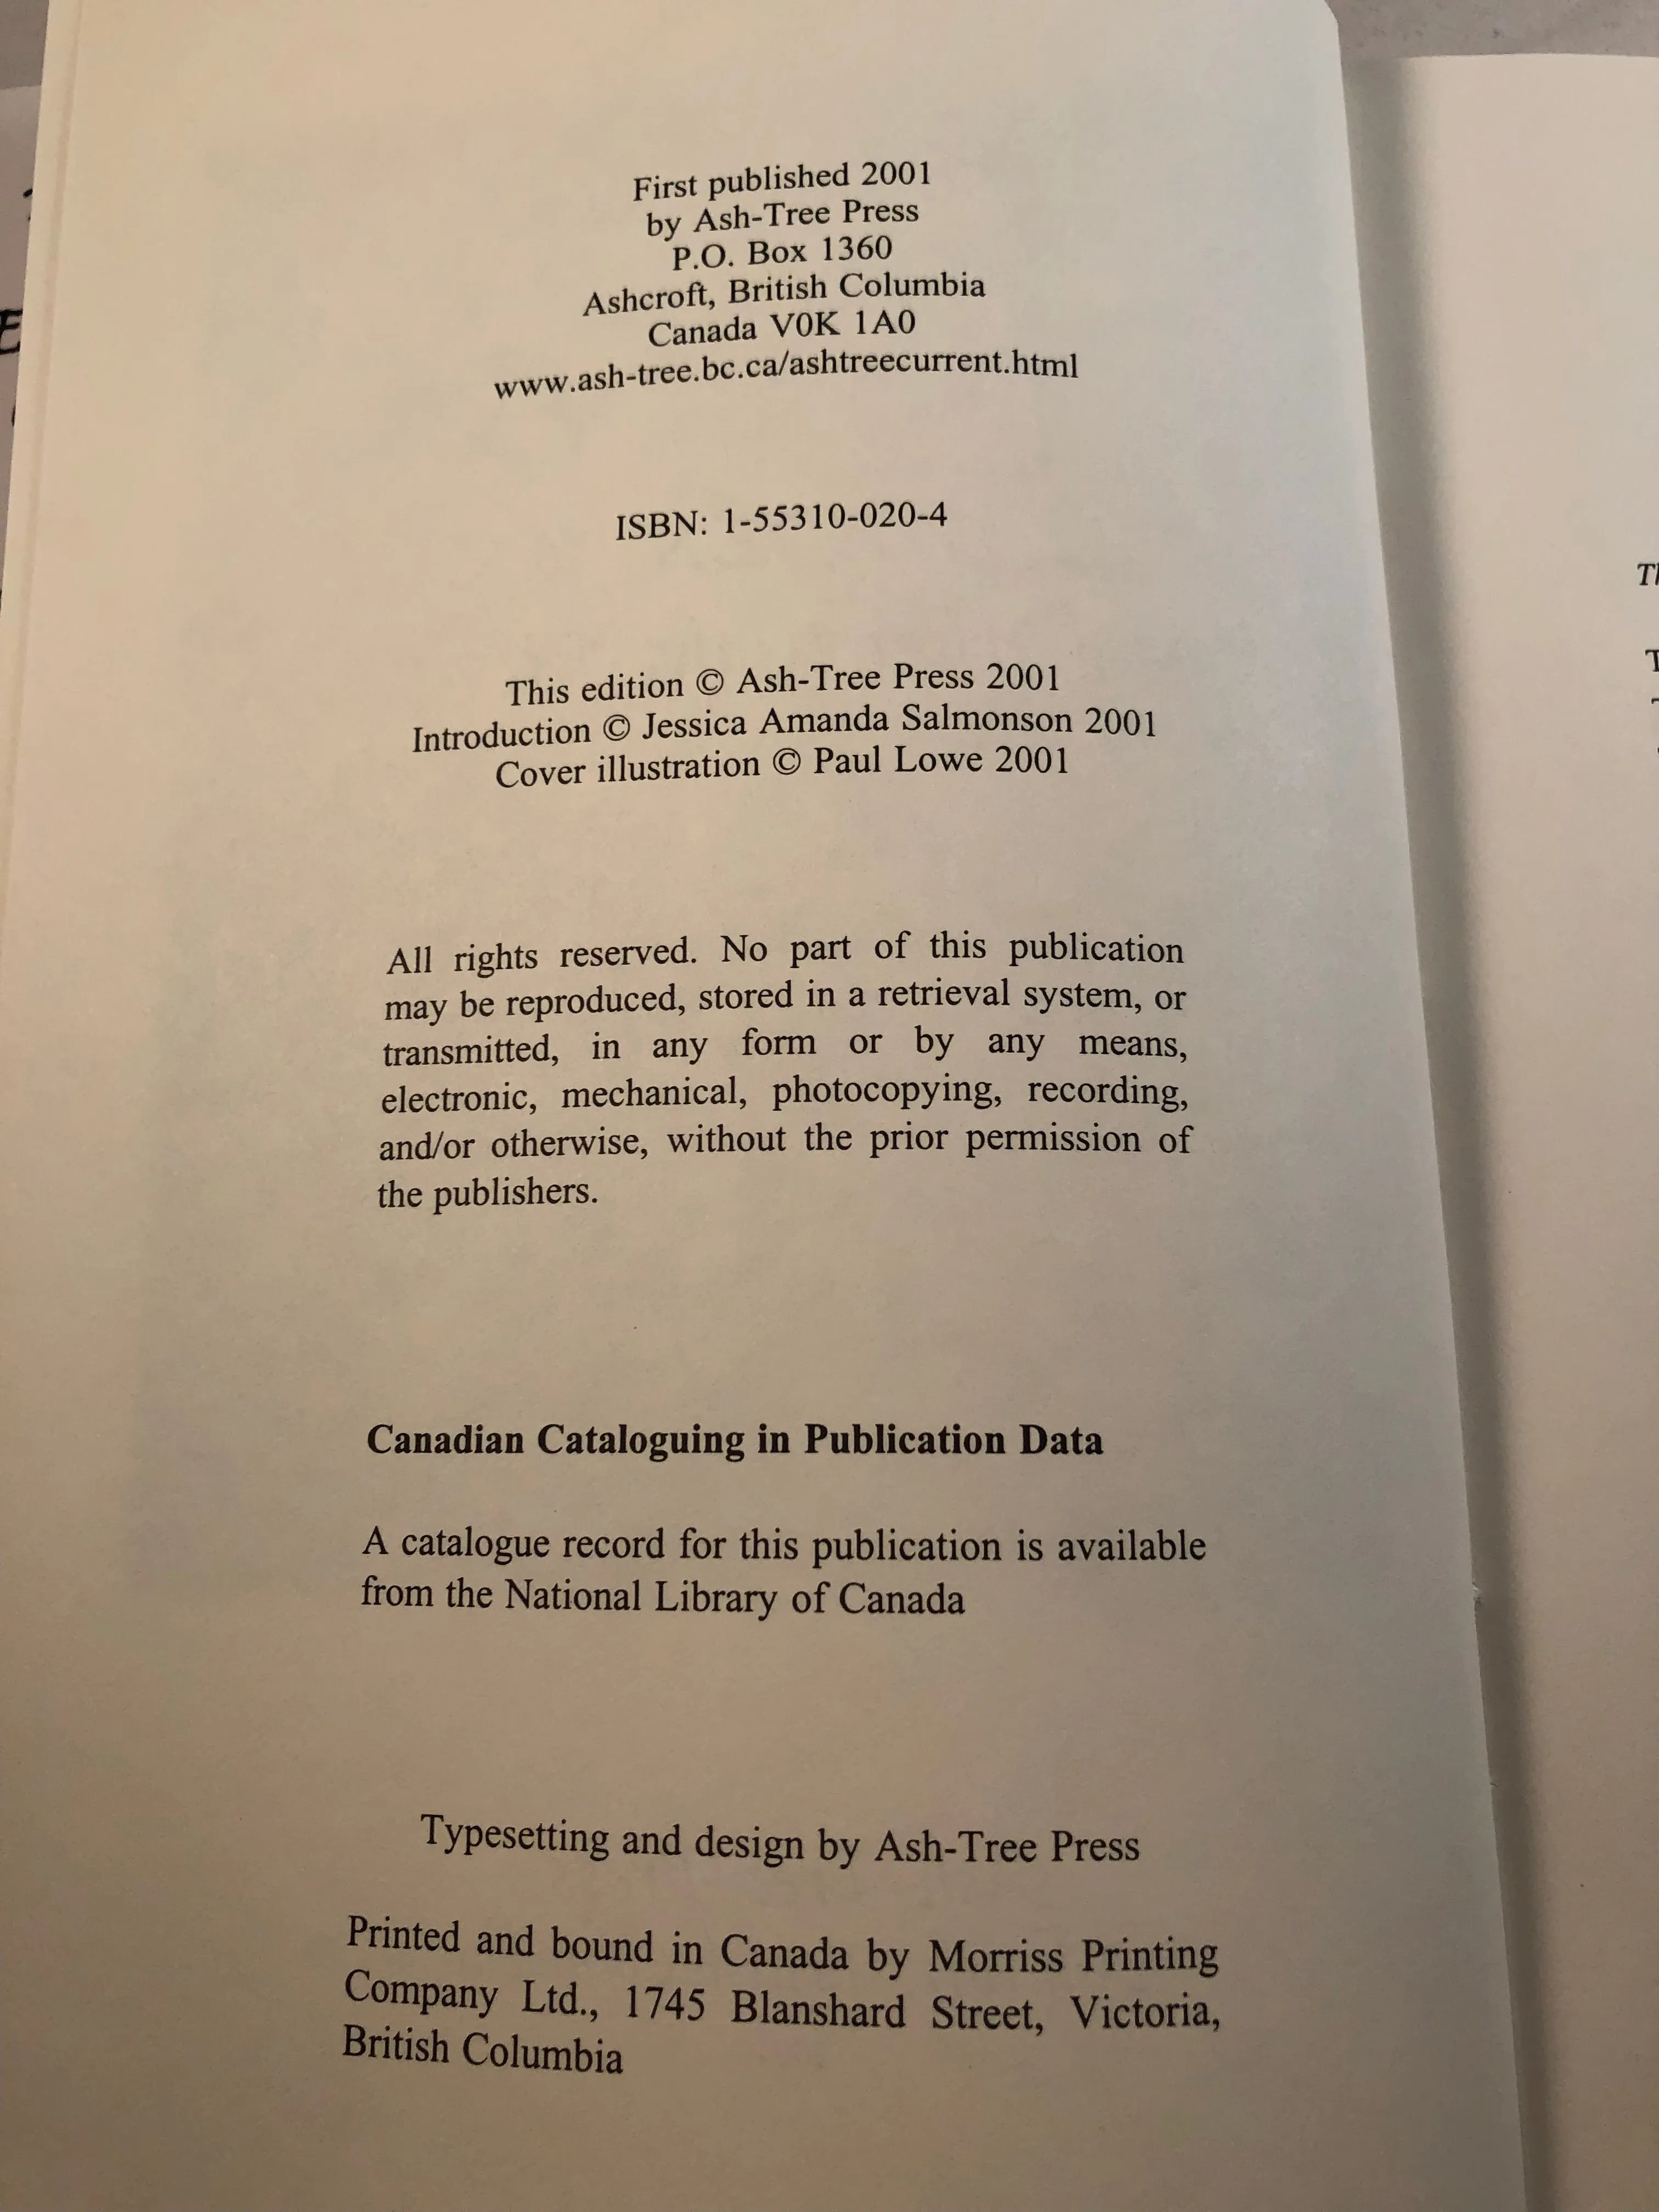 First published 2001
by Ash-Tree Press
P.O. Box 1360
Ashcroft, British Columbia
Canada V0K 1A0
www.ash-tree.bc.ca/ashtreecurrent.html
ISBN: 1-55310-020-4
This edition © Ash-Tree Press 2001
Introduction © Jessica Amanda Salmonson 2001
Cover illustration © Paul Lowe 2001
All rights reserved. No part of this publication
may be reproduced, stored in a retrieval system, or
transmitted, in any form or by any means,
electronic, mechanical, photocopying, recording,
and/or otherwise, without the prior permission of
the publishers.
Canadian Cataloguing in Publication Data
A catalogue record for this publication is available
from the National Library of Canada
Typesetting and design by Ash-Tree Press
Printed and bound in Canada by Morriss Printing
Company Ltd., 1745 Blanshard Street, Victoria,
British Columbia